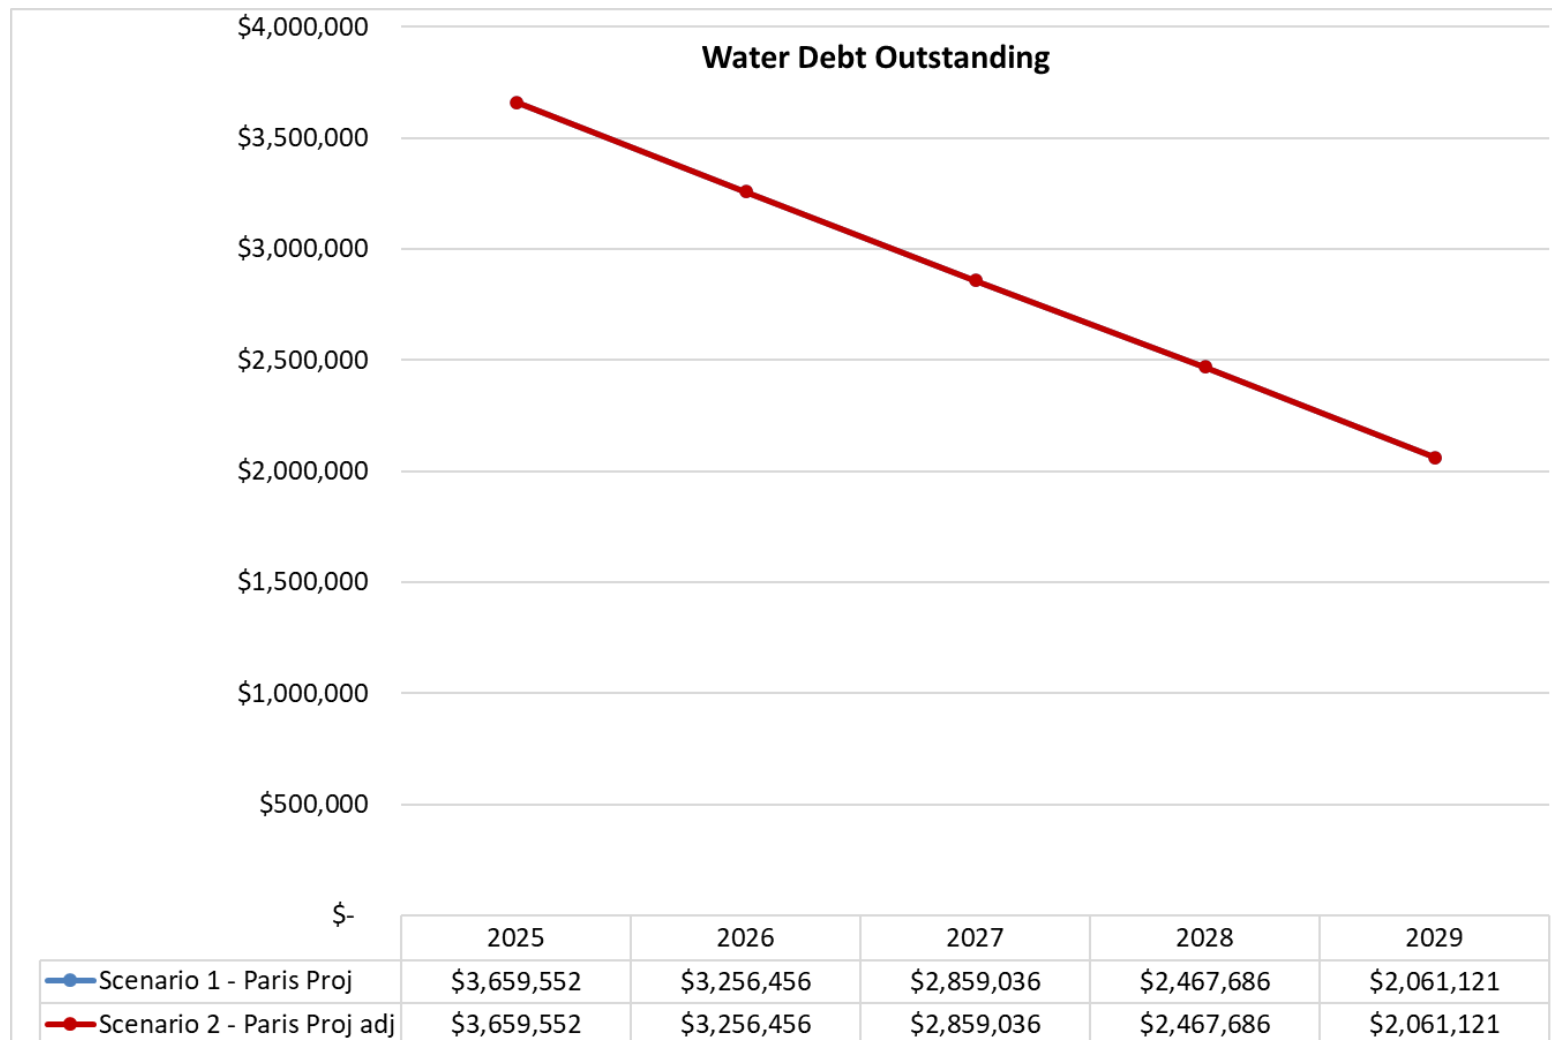 Water Debt Outstanding
$4,000,000
$3,500,000
$3,000,000
$2,500,000
$2,000,000
$1,500,000
$1,000,000
$500,000
$-
2025 2026 2027 2028 2029
Scenario 1 - Paris Proj $3,659,552 $3,256,456 $2,859,036 $2,467,686 $2,061,121
Scenario 2 - Paris Proj adj $3,659,552 $3,256,456 $2,859,036 $2,467,686 $2,061,121